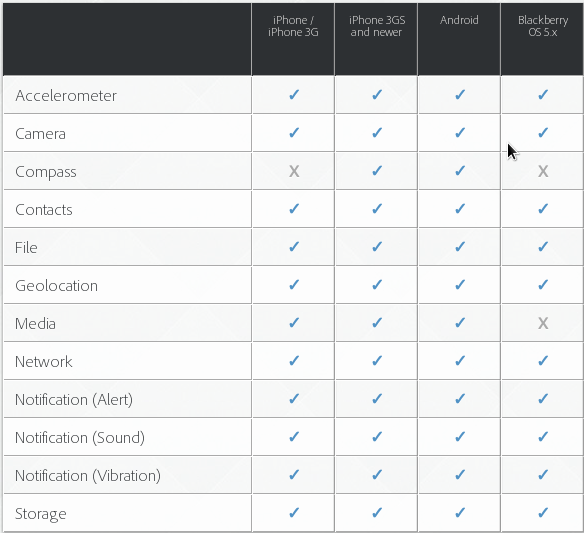 iPhone / iPhone 3G iPhone 3GS and newer Android Blackberry OS 5.x
Accelerometer ✓ ✓ ✓ ✓
Camera ✓ ✓ ✓ ✓
Compass X ✓ ✓ X
Contacts ✓ ✓ ✓ ✓
File ✓ ✓ ✓ ✓
Geolocation ✓ ✓ ✓ ✓
Media ✓ ✓ ✓ X
Network ✓ ✓ ✓ ✓
Notification (Alert) ✓ ✓ ✓ ✓
Notification (Sound) ✓ ✓ ✓ ✓
Notification (Vibration) ✓ ✓ ✓ ✓
Storage ✓ ✓ ✓ ✓